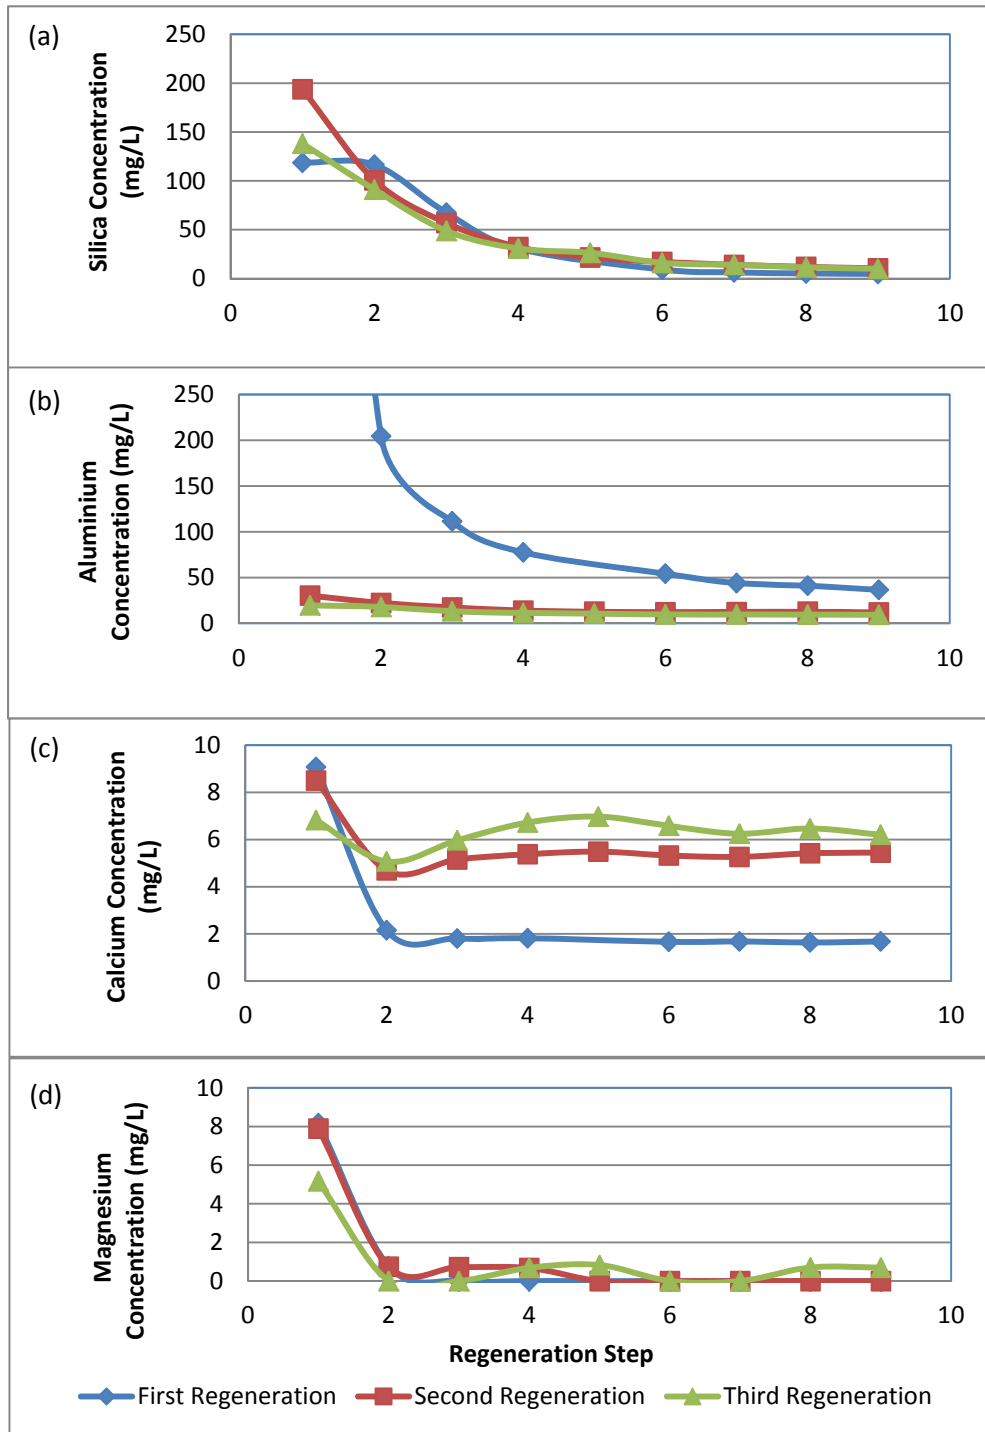 (a)
Silica Concentration
(mg/L)
250
200
150
100
50
0
0 2 4 6 8 10
(b)
Aluminium
Concentration (mg/L)
250
200
150
100
50
0
0 2 4 6 8 10
(c)
Calcium Concentration
(mg/L)
10
8
6
4
2
0
0 2 4 6 8 10
(d)
Magnesium
Concentration (mg/L)
10
8
6
4
2
0
0 2 4 6 8 10
Regeneration Step
First Regeneration Second Regeneration Third Regeneration